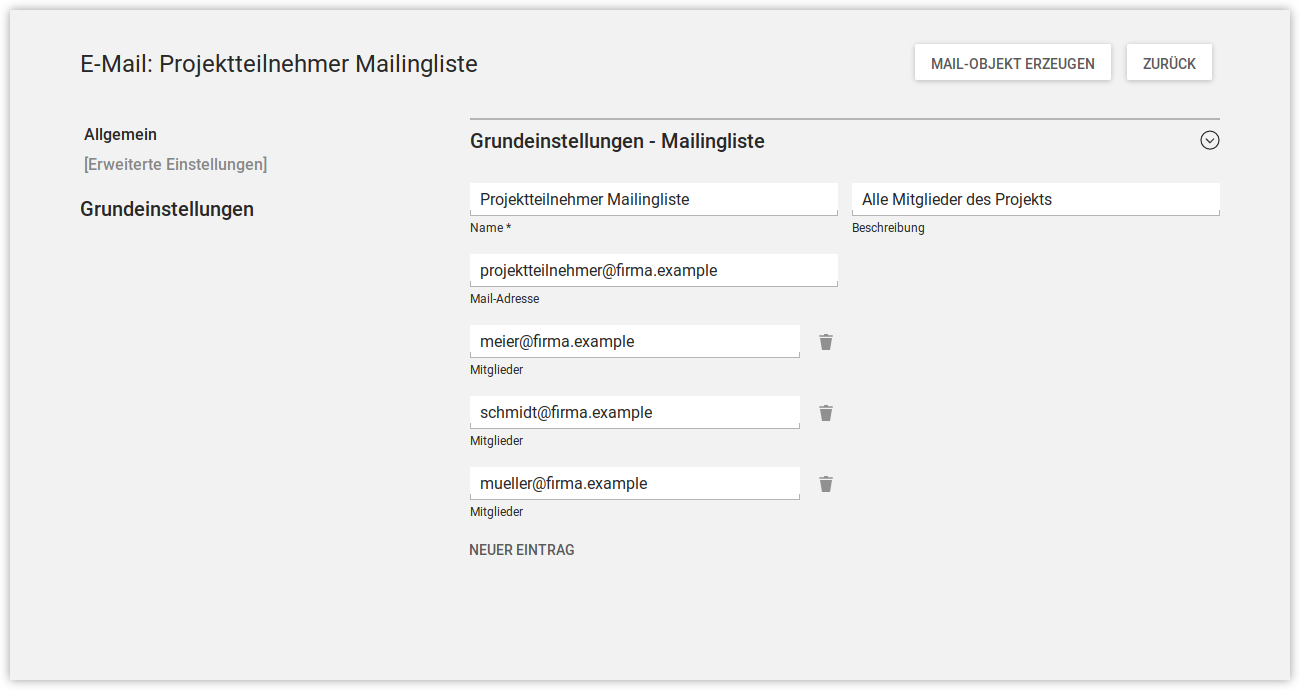 E-Mail: Projektteilnehmer Mailingliste
MAIL-OBJEKT ERZEUGEN
ZURÜCK
Allgemein
[Erweiterte Einstellungen]
Grundeinstellungen
Grundeinstellungen - Mailingliste
Projektteilnehmer Mailingliste
Name *
Alle Mitglieder des Projekts
Beschreibung
projektteilnehmer@firma.example
Mail-Adresse
meier@firma.example
Mitglieder
schmidt@firma.example
Mitglieder
mueller@firma.example
Mitglieder
NEUER EINTRAG